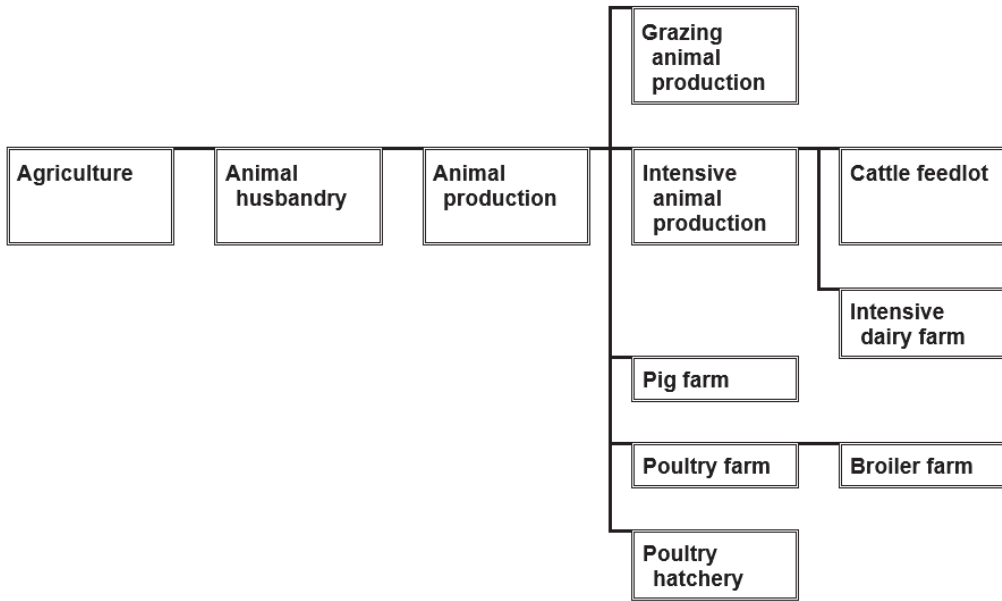 Grazing
animal
production
Agriculture
Animal
husbandry
Animal
production
Intensive
animal
production
Cattle feedlot
Intensive
dairy farm
Pig farm
Poultry farm
Broiler farm
Poultry
hatchery